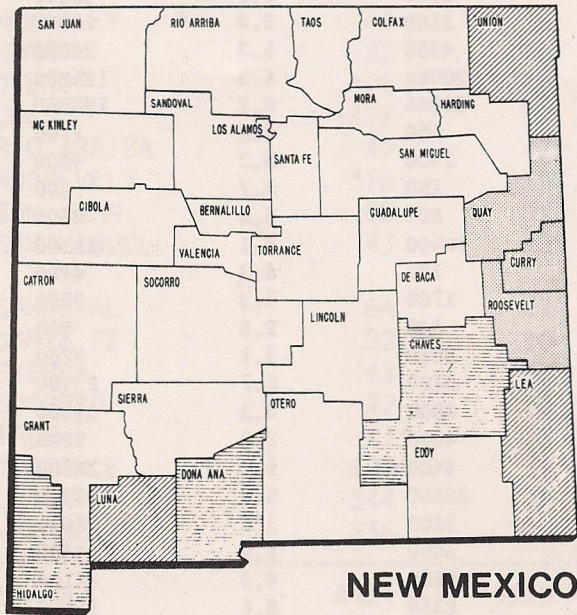 SAN JUAN
RIO ARRIBA
TAOS
COLFAX
UNION
SANDOVAL
MORA
HARDING
MC KINLEY
LOS ALAMOS
SANTA FE
SAN MIGUEL
CIBOLA
BERNALILLO
GUADALUPE
QUAY
VALENCIA
TORRANCE
CURRY
CATRON
SOCORRO
DE BACA
ROOSEVELT
LINCOLN
CHAVES
SIERRA
OTERO
LEA
GRANT
EDDY
DONA ANA
LUNA
HIDALGO
NEW MEXICO